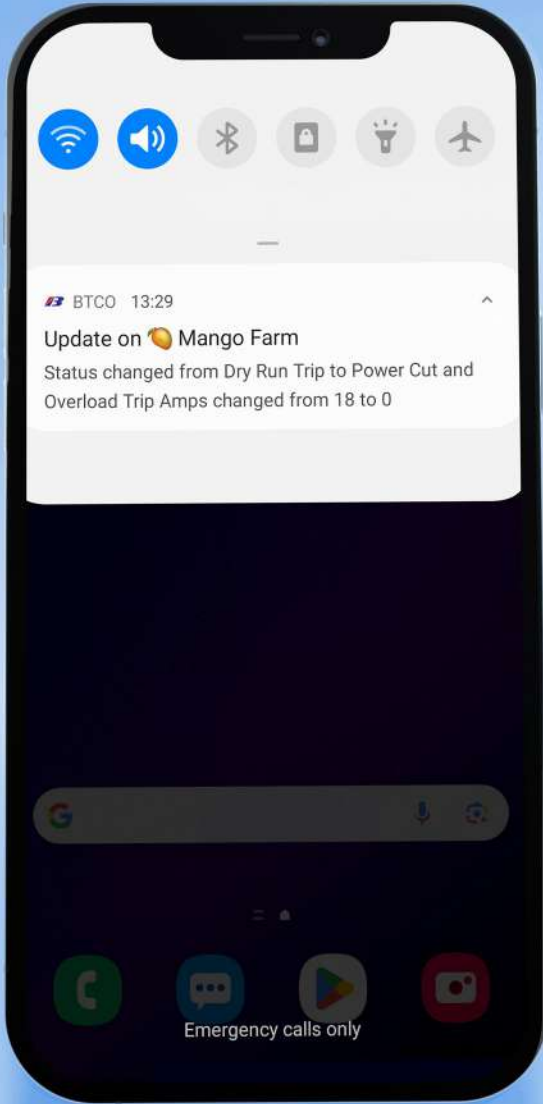 BTCO 13:29
Update on 🥭 Mango Farm
Status changed from Dry Run Trip to Power Cut and
Overload Trip Amps changed from 18 to 0
Emergency calls only